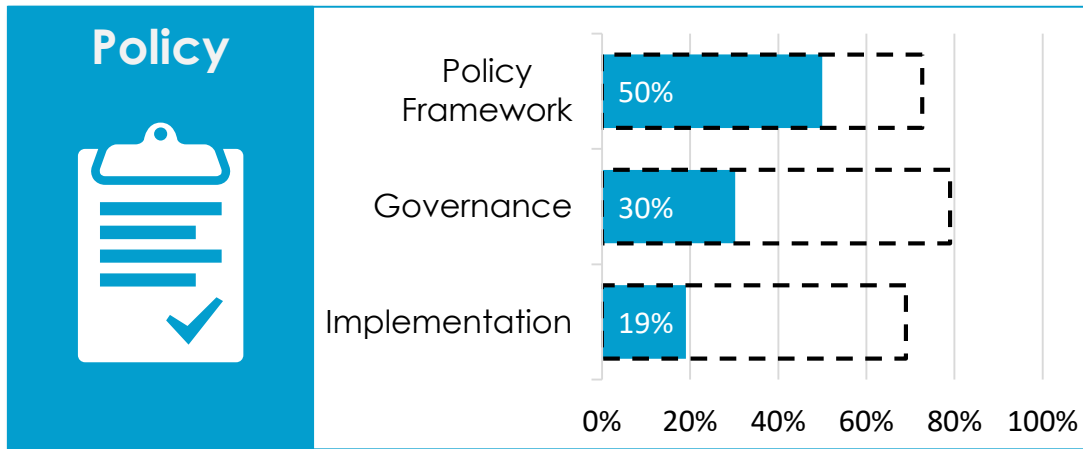 Policy
Policy
Framework
50%
Governance
30%
Implementation
19%
0% 20% 40% 60% 80% 100%